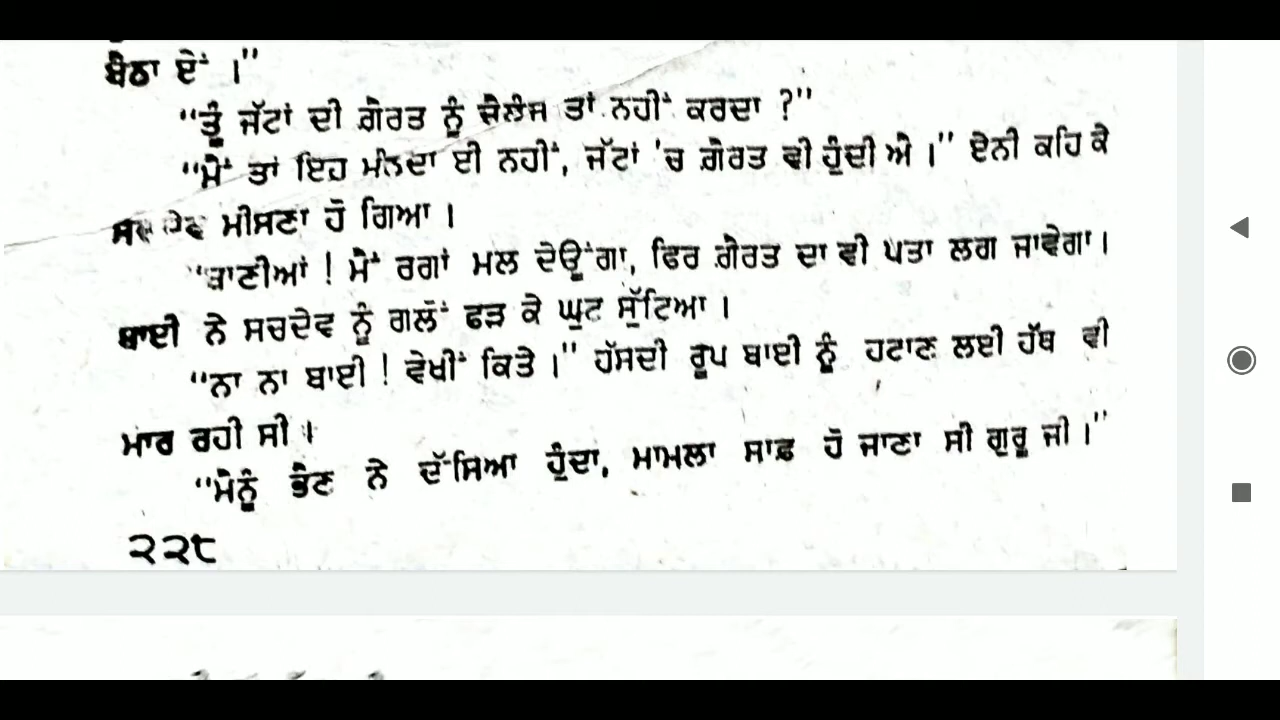 ਬੈਠਾ ਏਂ ।"
"ਤੂੰ ਜੱਟਾਂ ਦੀ ਗ਼ੈਰਤ ਨੂੰ ਚੈਲੰਜ ਤਾਂ ਨਹੀਂ ਕਰਦਾ ?"
"ਮੈਂ ਤਾਂ ਇਹ ਮੰਨਦਾ ਈ ਨਹੀਂ, ਜੱਟਾਂ 'ਚ ਗ਼ੈਰਤ ਵੀ ਹੁੰਦੀ ਐ ।" ਏਨੀ ਕਹਿ ਕੇ
ਮੀਸਣਾ ਹੋ ਗਿਆ ।
! ਮੈਂ ਰਗਾਂ ਮਲ ਦੇਊਂਗਾ, ਫਿਰ ਗ਼ੈਰਤ ਦਾ ਵੀ ਪਤਾ ਲਗ ਜਾਵੇਗਾ ।
ਬਾਈ ਨੇ ਸਚਦੇਵ ਨੂੰ ਗਲੋਂ ਫੜ ਕੇ ਘੁਟ ਸੁੱਟਿਆ ।
"ਨਾ ਨਾ ਬਾਈ ! ਵੇਖੀਂ ਕਿਤੇ ।" ਹੱਸਦੀ ਰੂਪ ਬਾਈ ਨੂੰ ਹਟਾਣ ਲਈ ਹੱਥ ਵੀ
ਮਾਰ ਰਹੀ ਸੀ ।
"ਮੈਨੂੰ ਭੈਣ ਨੇ ਦੱਸਿਆ ਹੁੰਦਾ, ਮਾਮਲਾ ਸਾਫ਼ ਹੋ ਜਾਣਾ ਸੀ ਗੁਰੂ ਜੀ ।"
੨੨੮